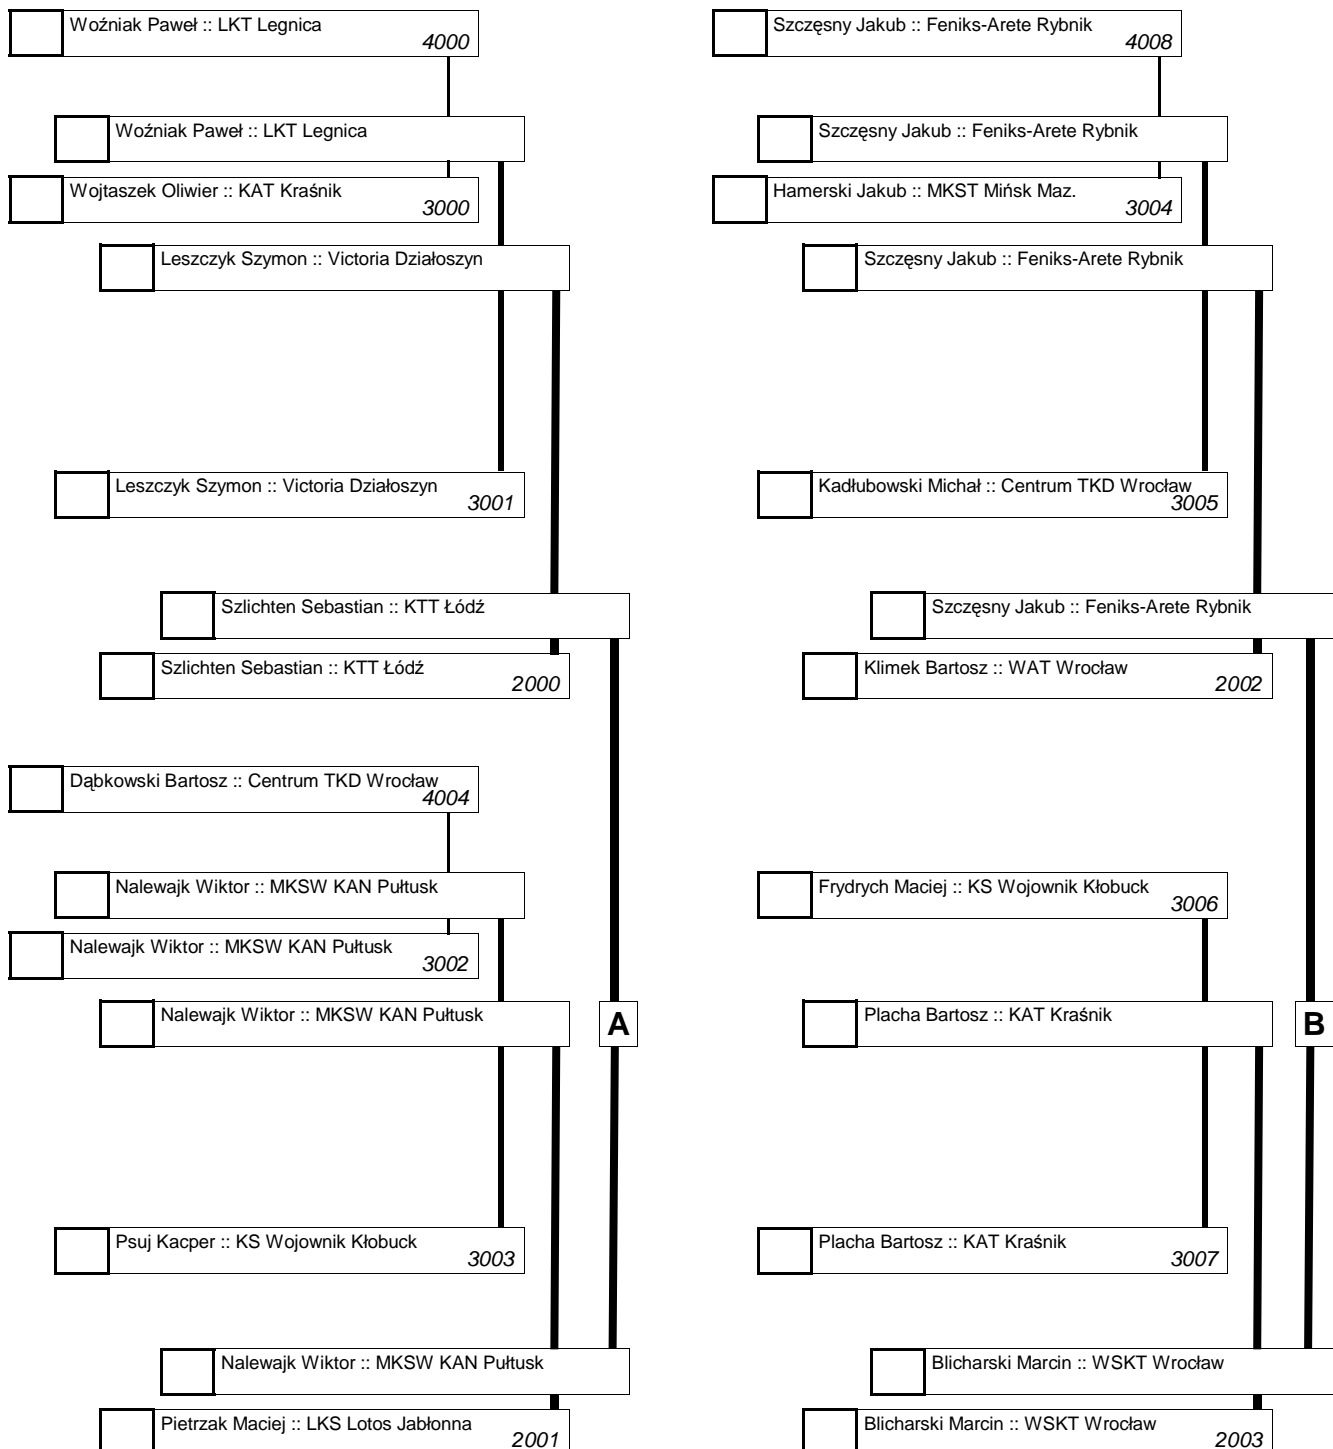 Woźniak Paweł :: LKT Legnica
4000
Woźniak Paweł :: LKT Legnica
Wojtaszek Oliwier :: KAT Kraśnik
3000
Leszczyk Szymon :: Victoria Działoszyn
Leszczyk Szymon :: Victoria Działoszyn
3001
Szlichten Sebastian :: KTT Łódź
Szlichten Sebastian :: KTT Łódź
2000
Dąbkowski Bartosz :: Centrum TKD Wrocław
4004
Nalewajk Wiktor :: MKSW KAN Pułtusk
Nalewajk Wiktor :: MKSW KAN Pułtusk
3002
Nalewajk Wiktor :: MKSW KAN Pułtusk
A
Psuj Kacper :: KS Wojownik Kłobuck
3003
Nalewajk Wiktor :: MKSW KAN Pułtusk
Pietrzak Maciej :: LKS Lotos Jabłonna
2001
Szczęsny Jakub :: Feniks-Arete Rybnik
4008
Szczęsny Jakub :: Feniks-Arete Rybnik
Hamerski Jakub :: MKST Mińsk Maz.
3004
Szczęsny Jakub :: Feniks-Arete Rybnik
Kadłubowski Michał :: Centrum TKD Wrocław
3005
Szczęsny Jakub :: Feniks-Arete Rybnik
Klimek Bartosz :: WAT Wrocław
2002
Frydrych Maciej :: KS Wojownik Kłobuck
3006
Placha Bartosz :: KAT Kraśnik
B
Placha Bartosz :: KAT Kraśnik
3007
Blicharski Marcin :: WSKT Wrocław
Blicharski Marcin :: WSKT Wrocław
2003